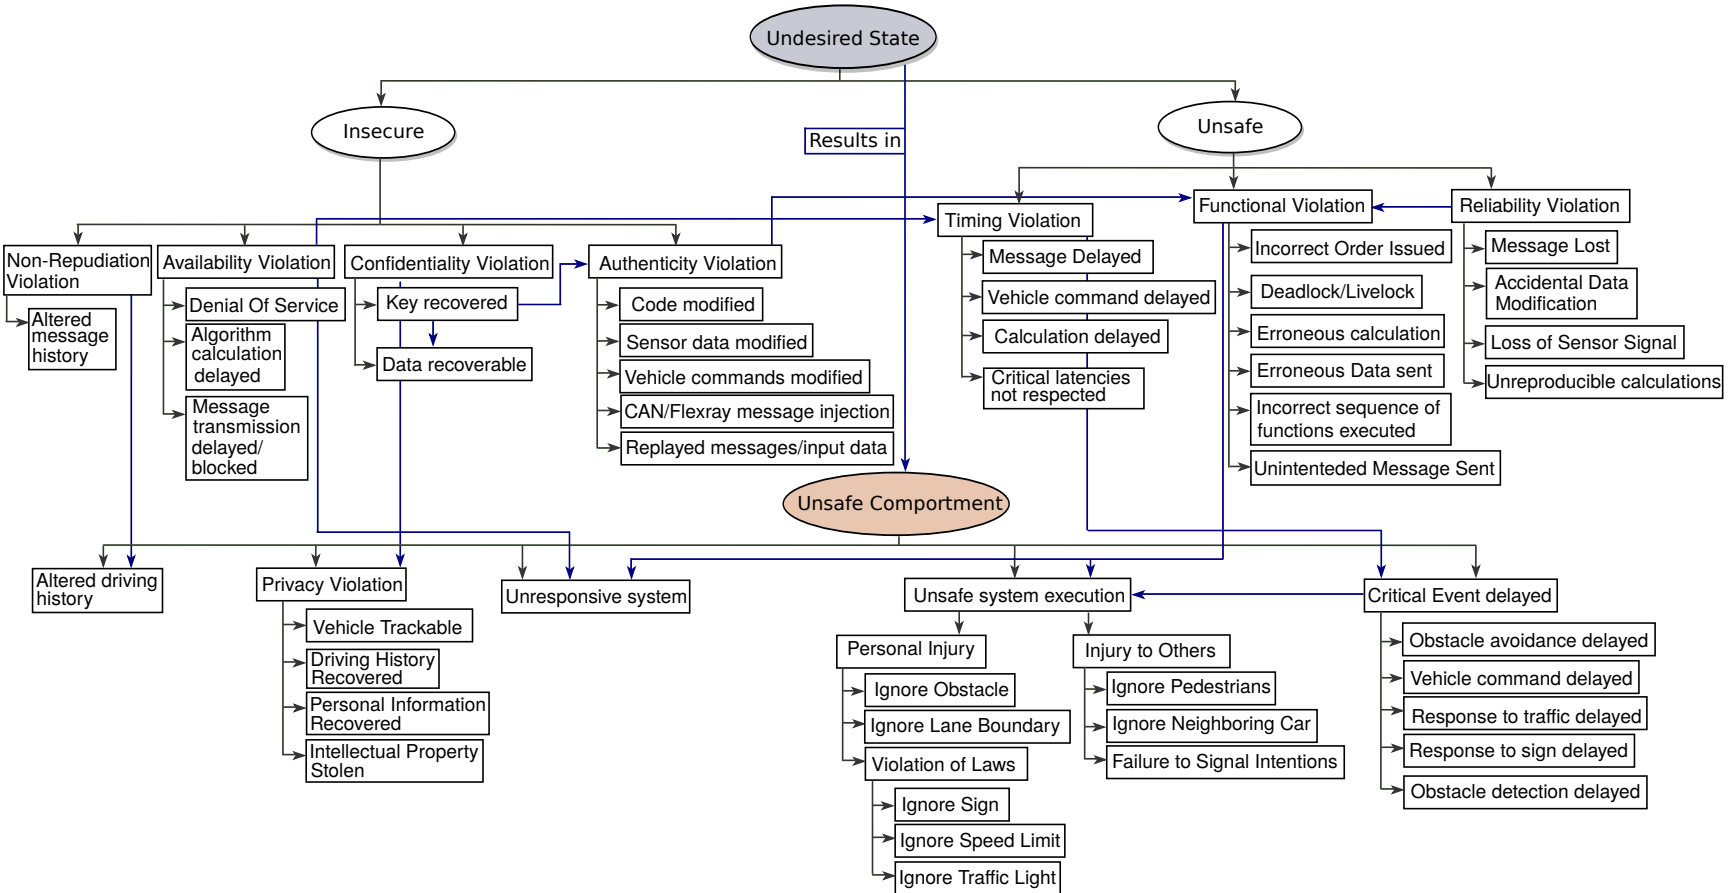 Undesired State
Insecure
Unsafe
Results in
Non-Repudiation
Violation
Altered
message
history
Availability Violation
Denial Of Service
Algorithm
calculation
delayed
Message
transmission
delayed/
blocked
Confidentiality Violation
Key recovered
Data recoverable
Authenticity Violation
Code modified
Sensor data modified
Vehicle commands modified
CAN/Flexray message injection
Replayed messages/input data
Timing Violation
Message Delayed
Vehicle command delayed
Calculation delayed
Critical latencies
not respected
Functional Violation
Incorrect Order Issued
Deadlock/Livelock
Erroneous calculation
Erroneous Data sent
Incorrect sequence of
functions executed
Unintenteded Message Sent
Reliability Violation
Message Lost
Accidental Data
Modification
Loss of Sensor Signal
Unreproducible calculations
Unsafe Comportment
Altered driving
history
Privacy Violation
Vehicle Trackable
Driving History
Recovered
Personal Information
Recovered
Intellectual Property
Stolen
Unresponsive system
Unsafe system execution
Personal Injury
Ignore Obstacle
Ignore Lane Boundary
Violation of Laws
Ignore Sign
Ignore Speed Limit
Ignore Traffic Light
Injury to Others
Ignore Pedestrians
Ignore Neighboring Car
Failure to Signal Intentions
Critical Event delayed
Obstacle avoidance delayed
Vehicle command delayed
Response to traffic delayed
Response to sign delayed
Obstacle detection delayed